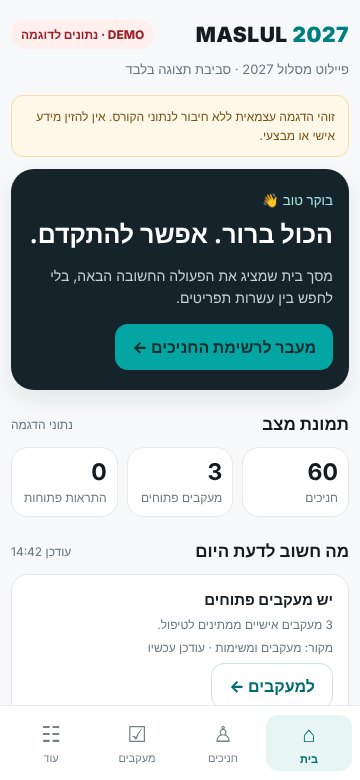 MASLUL 2027
DEMO · נתונים לדוגמה
פיילוט מסלול 2027 · סביבת תצוגה בלבד
זוהי הדגמה עצמאית ללא חיבור לנתוני הקורס. אין להזין מידע
אישי או מבצעי.
בוקר טוב 👋
הכול ברור. אפשר להתקדם.
מסך בית שמציג את הפעולה החשובה הבאה, בלי
לחפש בין עשרות תפריטים.
מעבר לרשימת החניכים ←
תמונת מצב
נתוני הדגמה
60
חניכים
3
מעקבים פתוחים
0
התראות פתוחות
מה חשוב לדעת היום
עודכן 14:42
יש מעקבים פתוחים
3 מעקבים אישיים ממתינים לטיפול.
מקור: מעקבים ומשימות · עודכן עכשיו
למעקבים ←
בית
חניכים
מעקבים
עוד